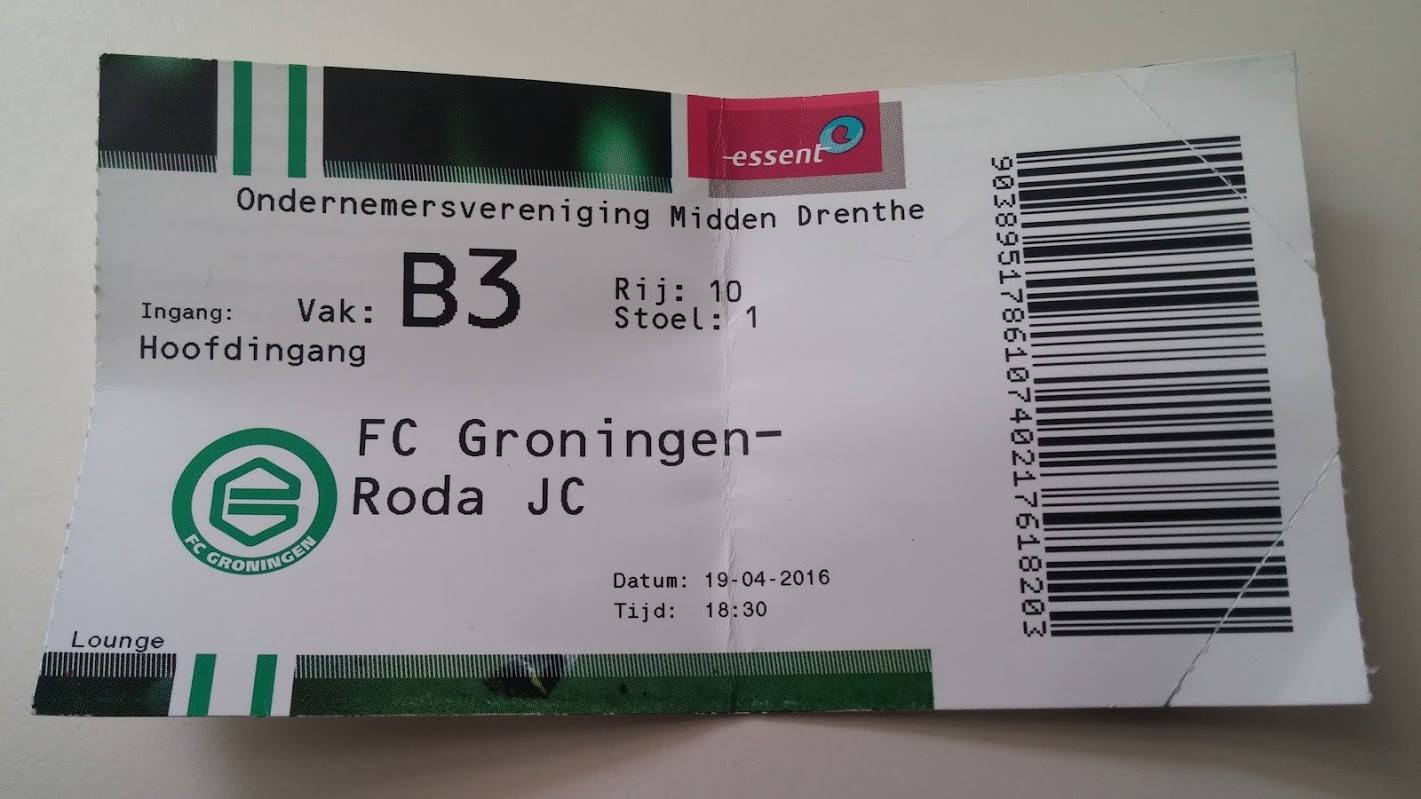 essent
Ondernemersvereniging Midden Drenthe
Ingang: Vak: B3 Rij: 10
Stoel: 1
Hoofdingang
FC Groningen-
Roda JC
FC GRONINGEN
Datum: 19-04-2016
Tijd: 18:30
Lounge
903895178610740217618203